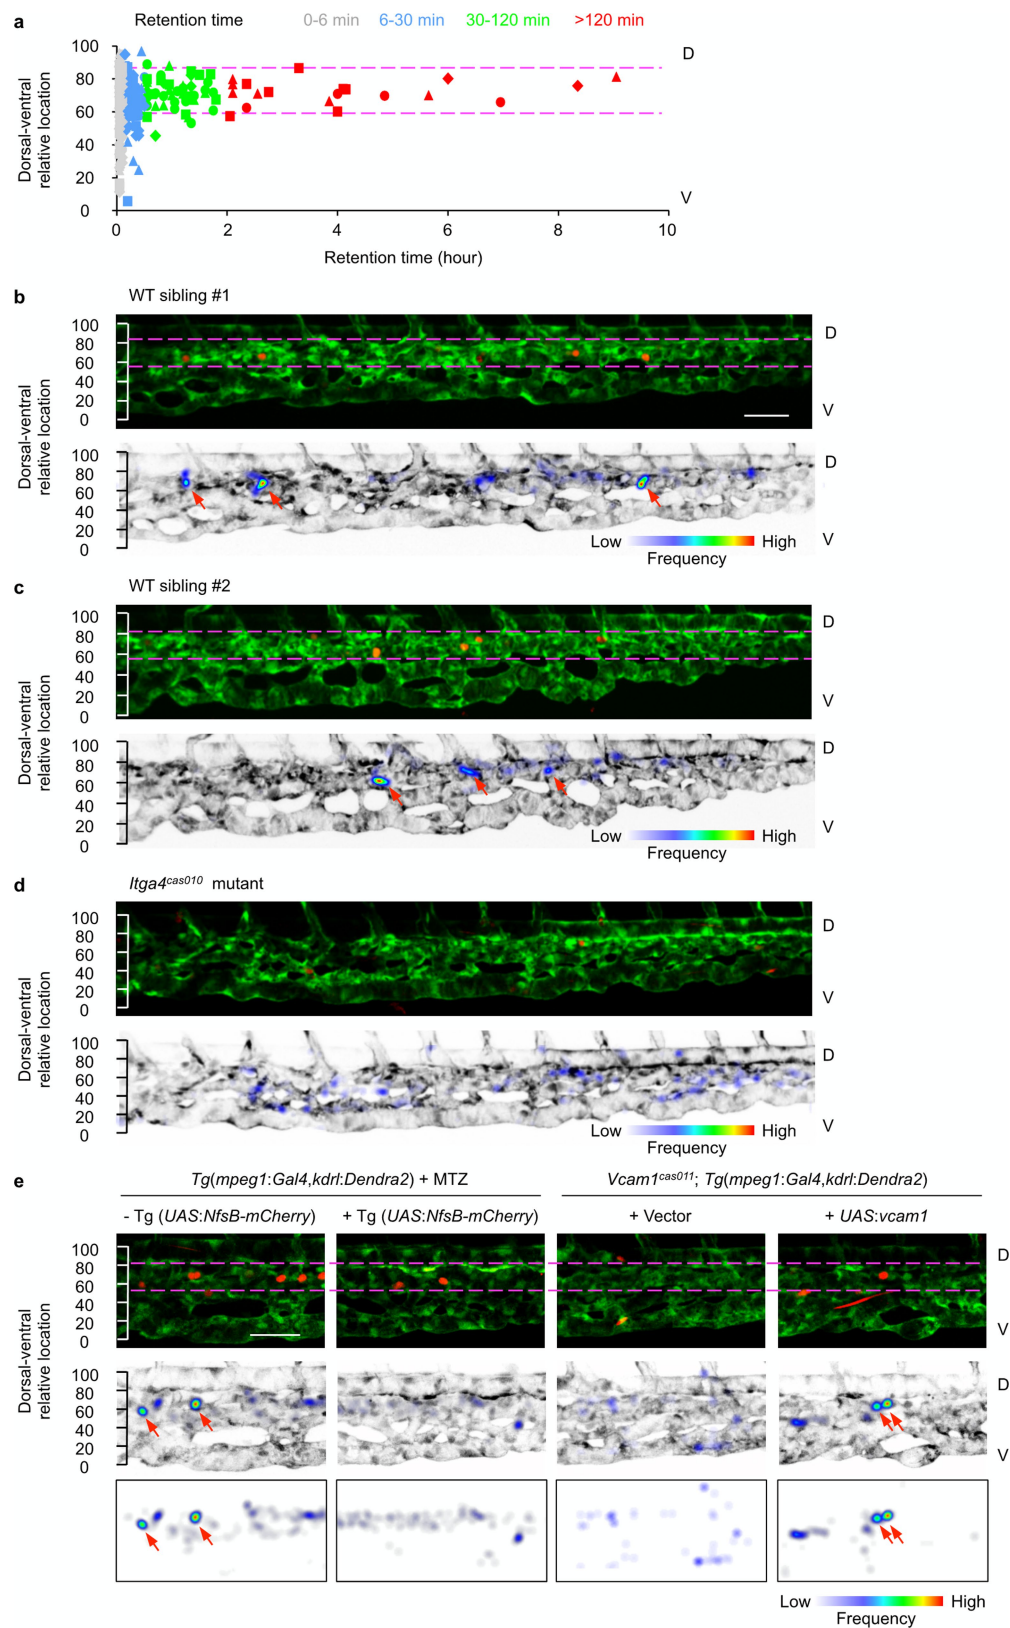 a
Retention time 0-6 min 6-30 min 30-120 min >120 min
100
80
60
40
20
0
Dorsal-ventral
relative location
D
V
0 2 4 6 8 10
Retention time (hour)
b
WT sibling #1
100
80
60
40
20
0
D
V
Dorsal-ventral
relative location
100
80
60
40
20
0
D
V
Low High
Frequency
c
WT sibling #2
100
80
60
40
20
0
D
V
Dorsal-ventral
relative location
100
80
60
40
20
0
D
V
Low High
Frequency
d
Itga4cas010 mutant
100
80
60
40
20
0
D
V
Dorsal-ventral
relative location
100
80
60
40
20
0
D
V
Low High
Frequency
e
Tg(mpeg1:Gal4,kdrl:Dendra2) + MTZ Vcam1cas011; Tg(mpeg1:Gal4,kdrl:Dendra2)
- Tg (UAS:NfsB-mCherry) + Tg (UAS:NfsB-mCherry) + Vector + UAS:vcam1
100
80
60
40
20
0
D
V
Dorsal-ventral
relative location
100
80
60
40
20
0
D
V
Low High
Frequency